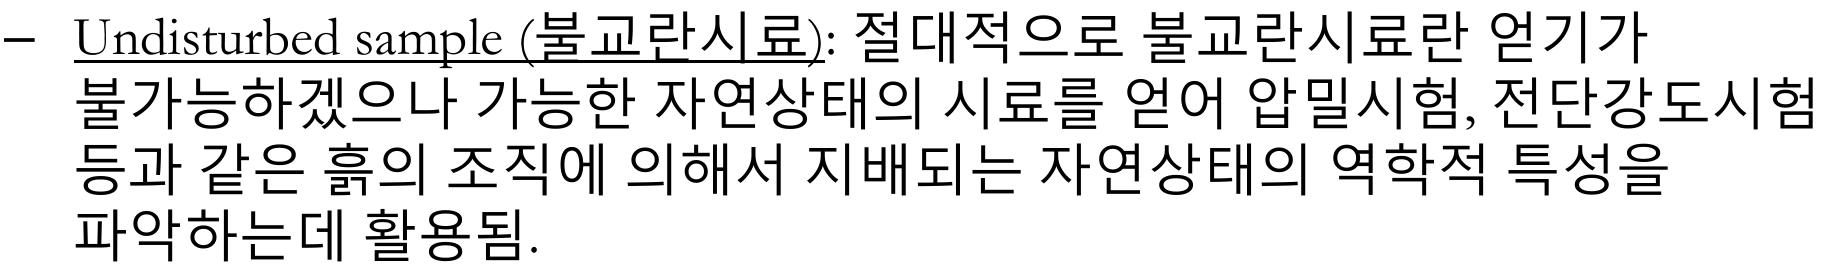 – Undisturbed sample (불교란시료): 절대적으로 불교란시료란 얻기가
불가능하겠으나 가능한 자연상태의 시료를 얻어 압밀시험, 전단강도시험
등과 같은 흙의 조직에 의해서 지배되는 자연상태의 역학적 특성을
파악하는데 활용됨.